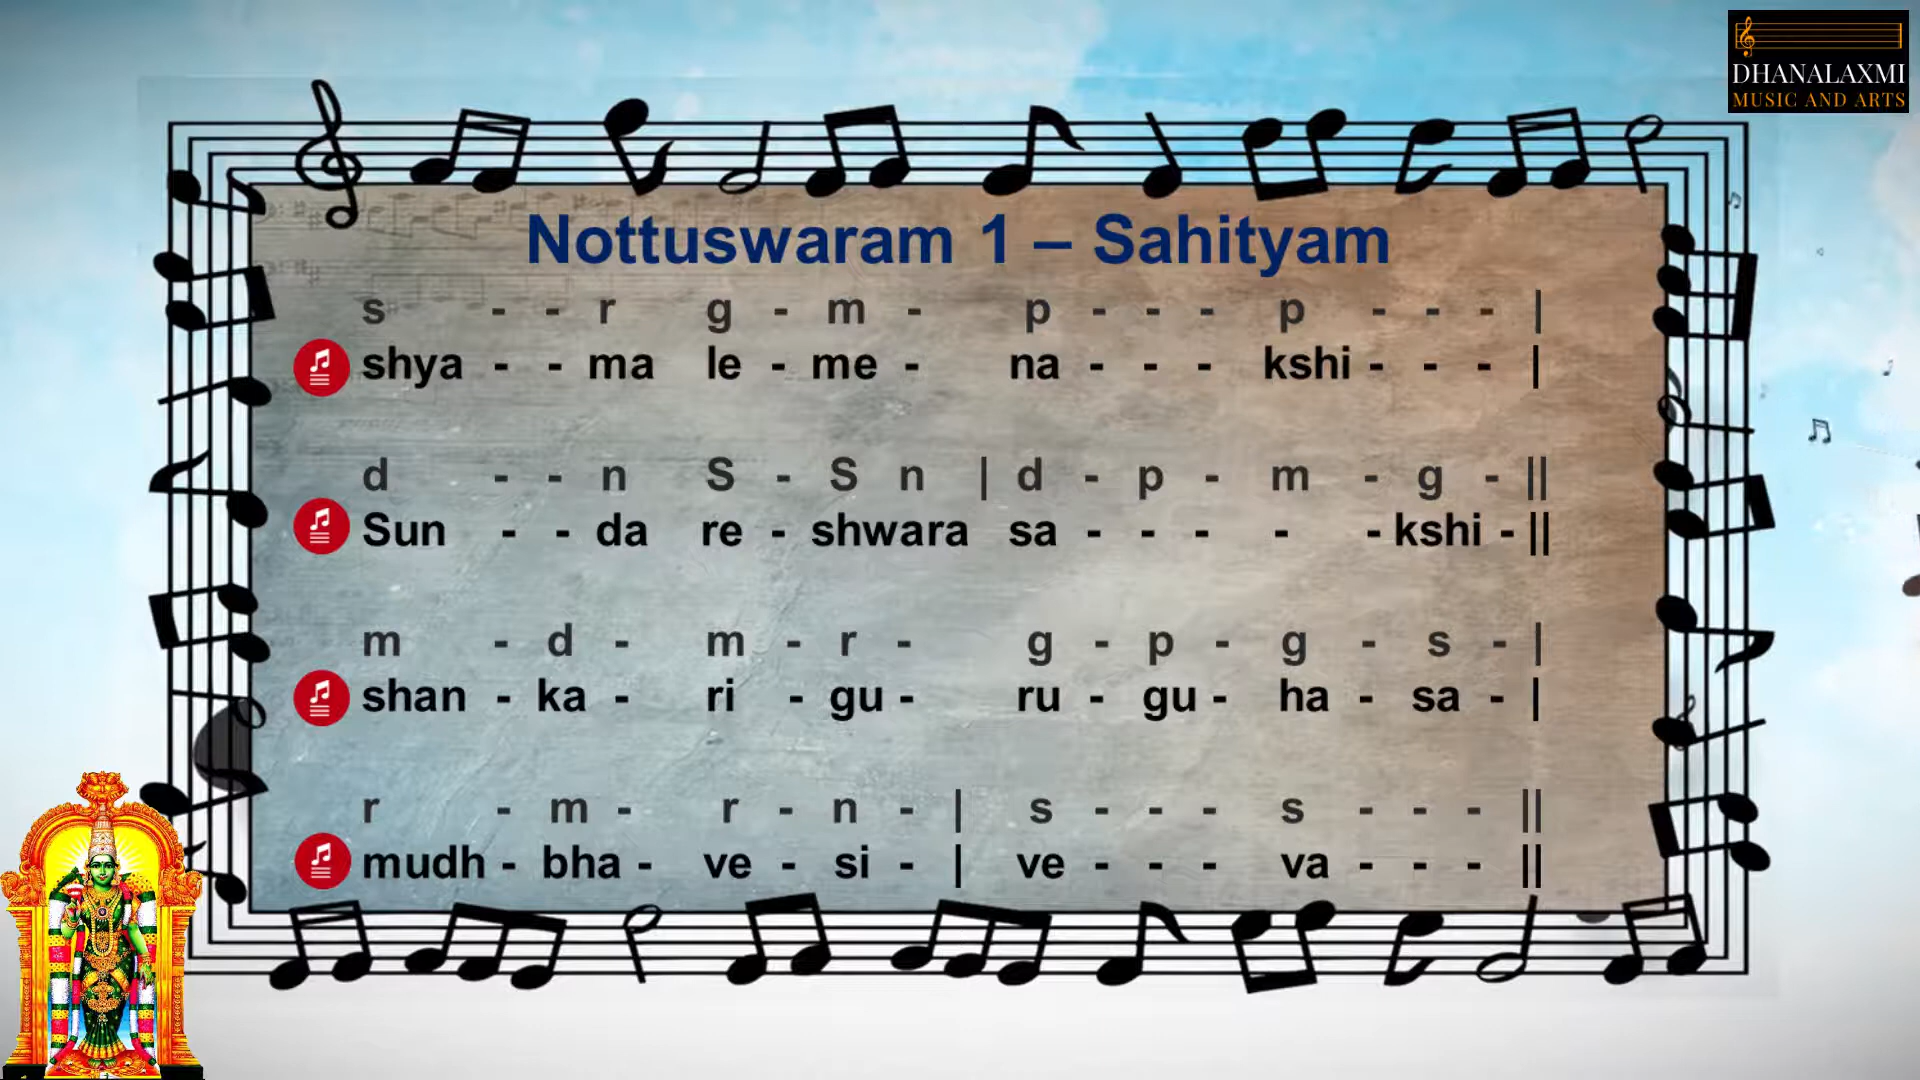 DHANALAXMI
MUSIC AND ARTS
Nottuswaram 1 – Sahityam
s - - r g - m - p - - - p - - - |
shya - - ma le - me - na - - - kshi - - - |
d - - n S - S n | d - p - m - g - ||
Sun - - da re - shwara sa - - - - - kshi - ||
m - d - m - r - g - p - g - s - |
shan - ka - ri - gu - ru - gu - ha - sa - |
r - m - r - n - | s - - - s - - - ||
mudh - bha - ve - si - | ve - - - va - - - ||